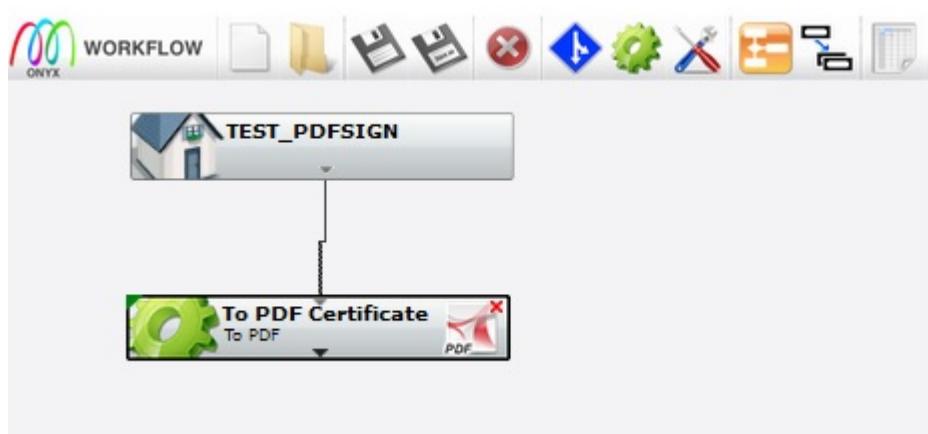 WORKFLOW
ONYX
TEST_PDFSIGN
To PDF Certificate
To PDF
PDF